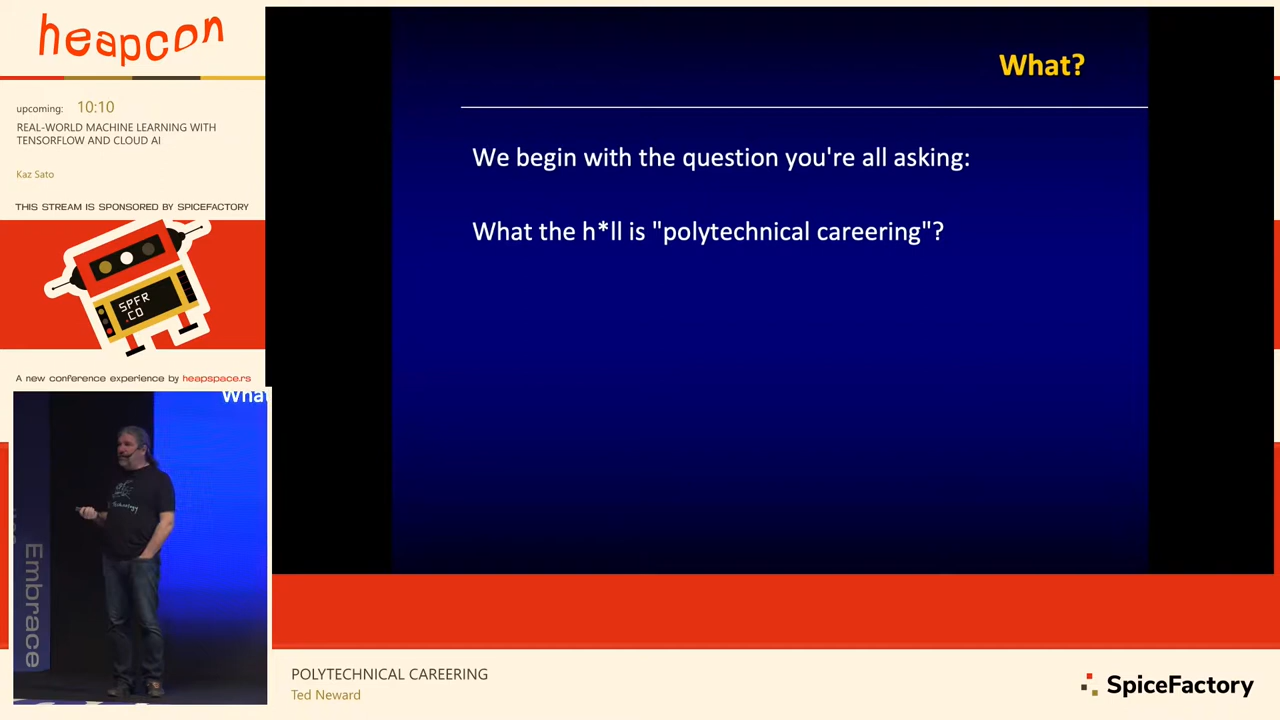 heapcon
upcoming: 10:10
REAL-WORLD MACHINE LEARNING WITH
TENSORFLOW AND CLOUD AI
Kaz Sato
THIS STREAM IS SPONSORED BY SPICEFACTORY
SPFR
.CO
A new conference experience by heapspace.rs
What?
We begin with the question you're all asking:
What the h*ll is "polytechnical careering"?
What
Technology
Embrace
POLYTECHNICAL CAREERING
Ted Neward
SpiceFactory